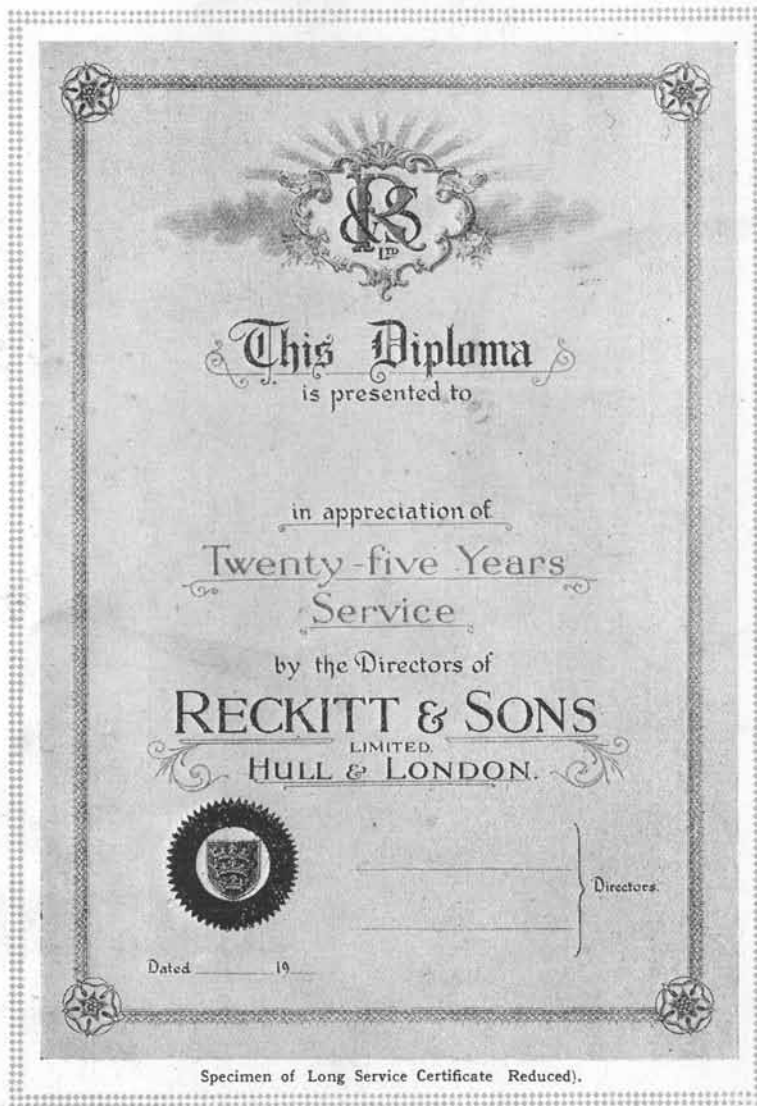 R & S
LTD
This Diploma
is presented to
in appreciation of
Twenty-five Years
Service
by the Directors of
RECKITT & SONS
LIMITED.
HULL & LONDON.
Directors.
Dated 19
Specimen of Long Service Certificate Reduced).